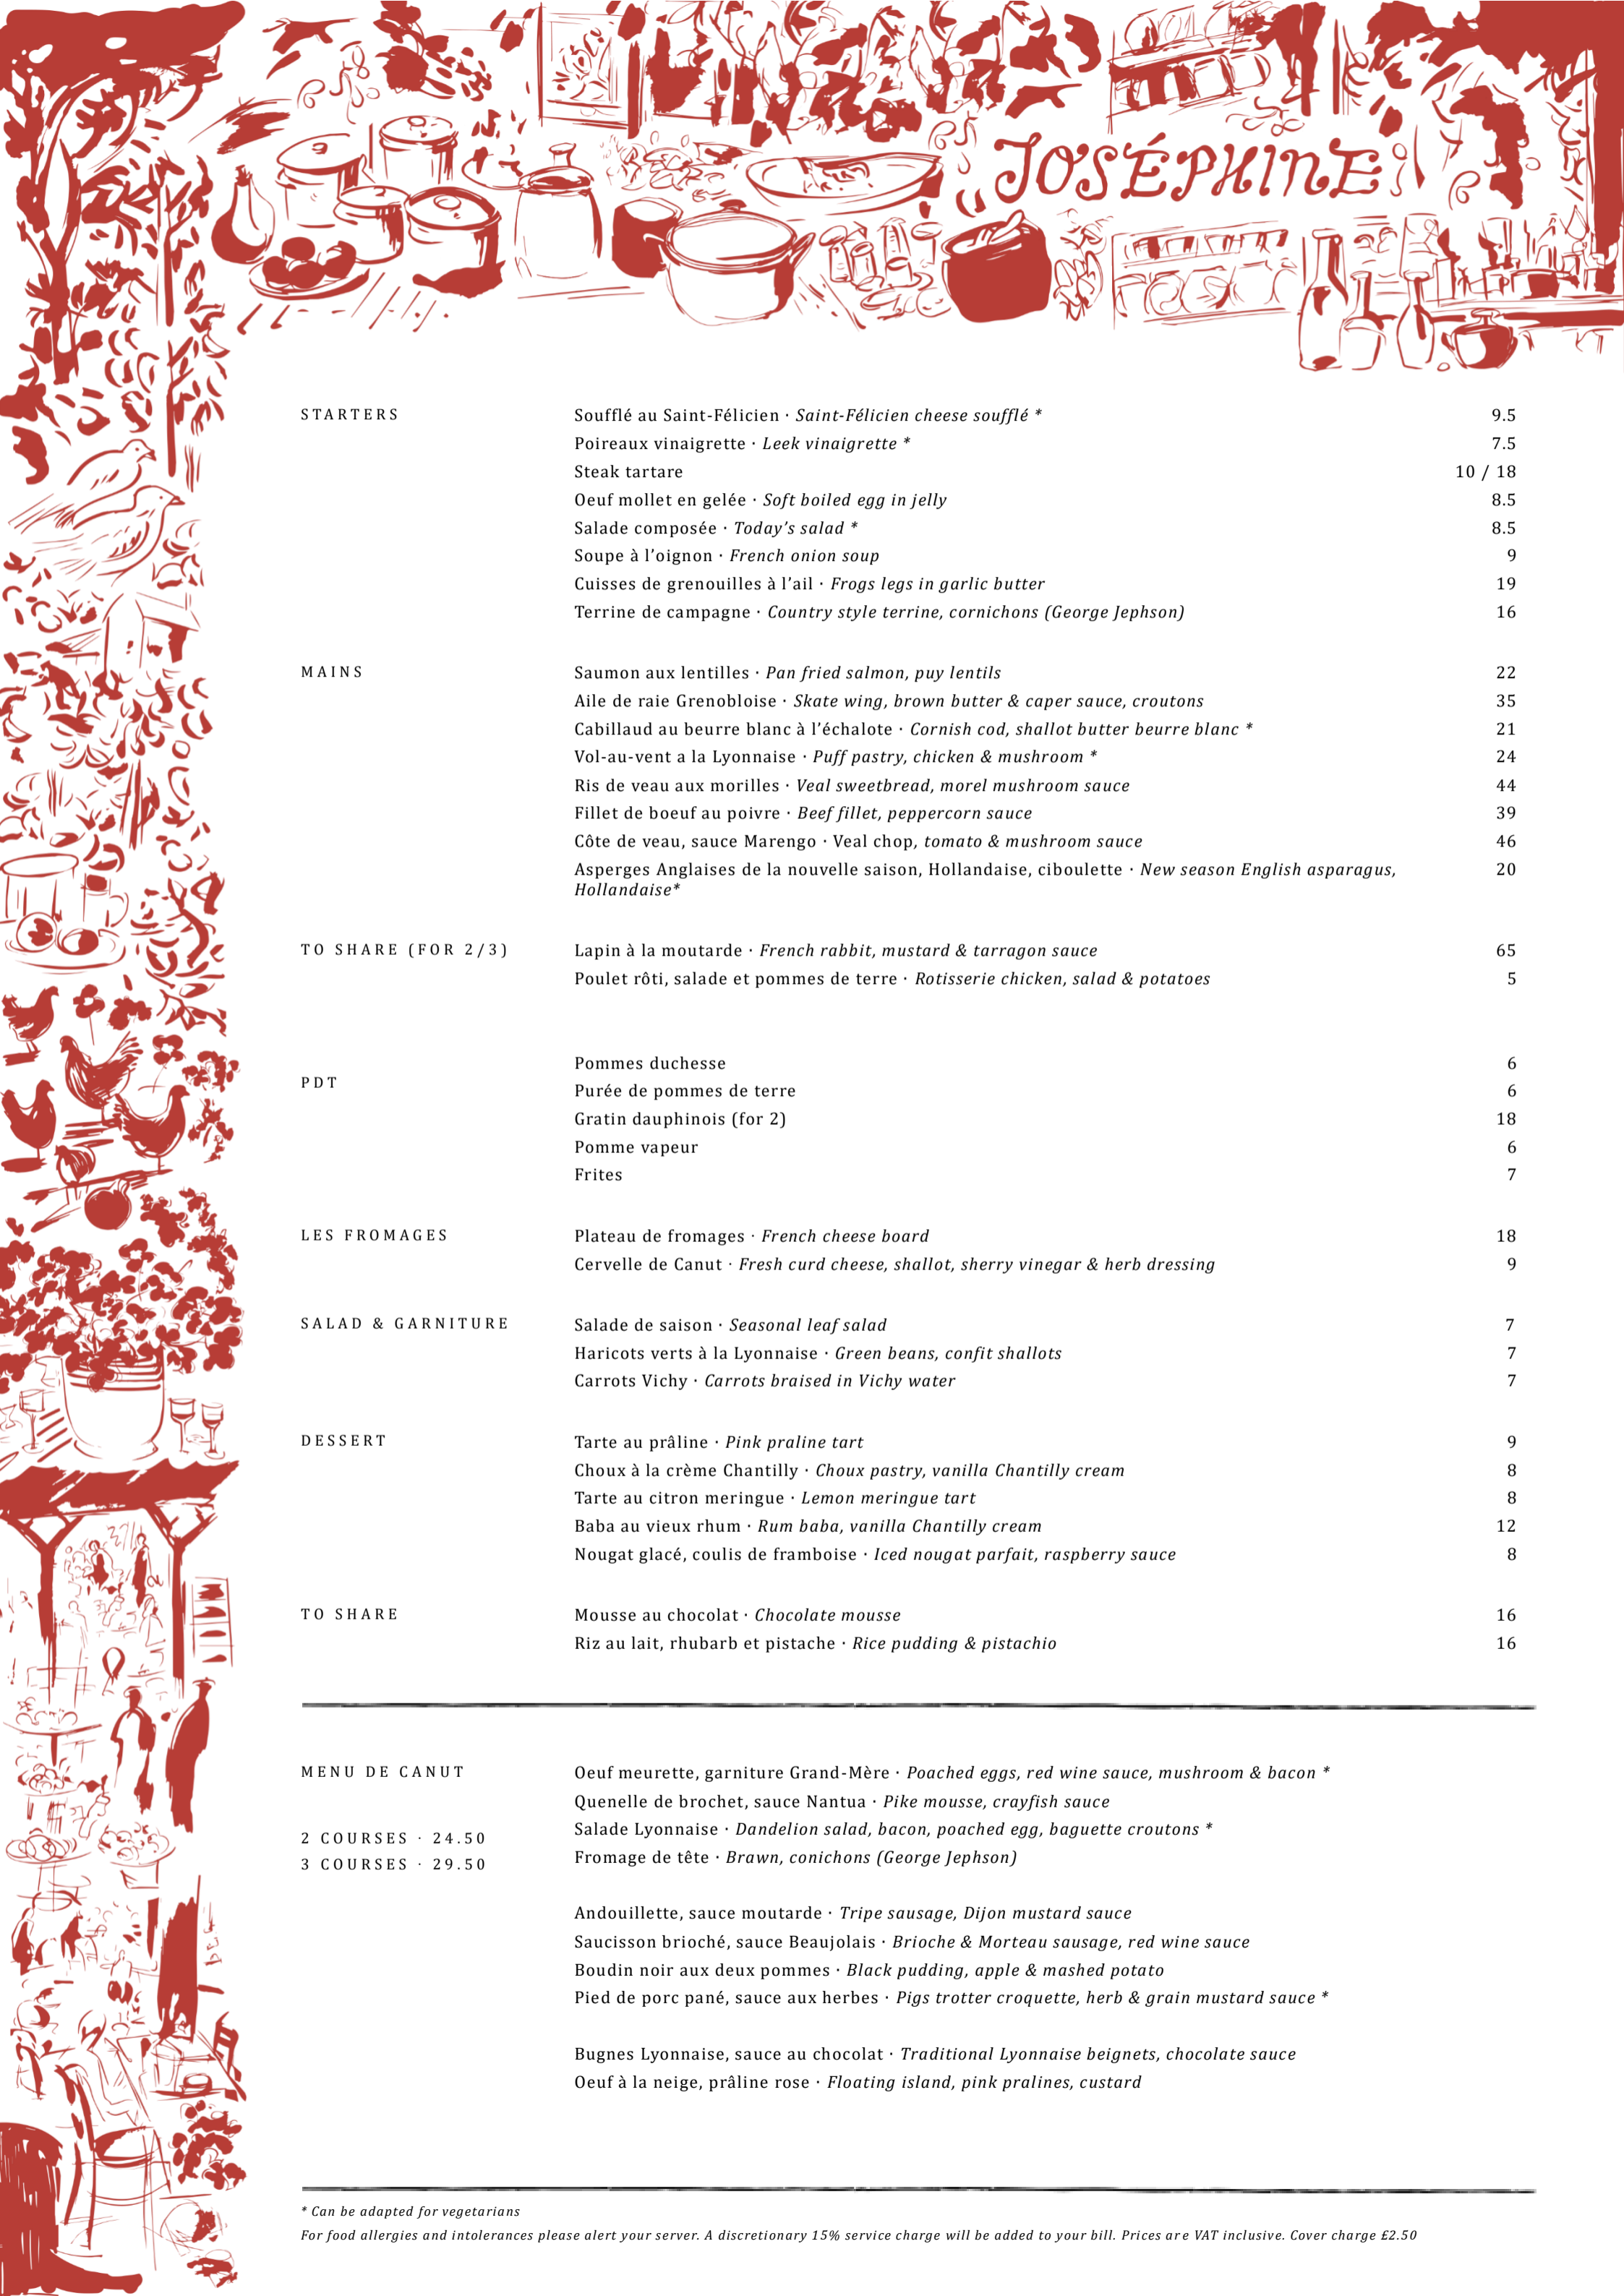 JOSÉPHINE
STARTERS
Soufflé au Saint-Félicien · Saint-Félicien cheese soufflé * 9.5
Poireaux vinaigrette · Leek vinaigrette * 7.5
Steak tartare 10 / 18
Oeuf mollet en gelée · Soft boiled egg in jelly 8.5
Salade composée · Today’s salad * 8.5
Soupe à l’oignon · French onion soup 9
Cuisses de grenouilles à l’ail · Frogs legs in garlic butter 19
Terrine de campagne · Country style terrine, cornichons (George Jephson) 16
MAINS
Saumon aux lentilles · Pan fried salmon, puy lentils 22
Aile de raie Grenobloise · Skate wing, brown butter & caper sauce, croutons 35
Cabillaud au beurre blanc à l’échalote · Cornish cod, shallot butter beurre blanc * 21
Vol-au-vent a la Lyonnaise · Puff pastry, chicken & mushroom * 24
Ris de veau aux morilles · Veal sweetbread, morel mushroom sauce 44
Fillet de boeuf au poivre · Beef fillet, peppercorn sauce 39
Côte de veau, sauce Marengo · Veal chop, tomato & mushroom sauce 46
Asperges Anglaises de la nouvelle saison, Hollandaise, ciboulette · New season English asparagus, 20
Hollandaise*
TO SHARE (FOR 2/3)
Lapin à la moutarde · French rabbit, mustard & tarragon sauce 65
Poulet rôti, salade et pommes de terre · Rotisserie chicken, salad & potatoes 5
PDT
Pommes duchesse 6
Purée de pommes de terre 6
Gratin dauphinois (for 2) 18
Pomme vapeur 6
Frites 7
LES FROMAGES
Plateau de fromages · French cheese board 18
Cervelle de Canut · Fresh curd cheese, shallot, sherry vinegar & herb dressing 9
SALAD & GARNITURE
Salade de saison · Seasonal leaf salad 7
Haricots verts à la Lyonnaise · Green beans, confit shallots 7
Carrots Vichy · Carrots braised in Vichy water 7
DESSERT
Tarte au prâline · Pink praline tart 9
Choux à la crème Chantilly · Choux pastry, vanilla Chantilly cream 8
Tarte au citron meringue · Lemon meringue tart 8
Baba au vieux rhum · Rum baba, vanilla Chantilly cream 12
Nougat glacé, coulis de framboise · Iced nougat parfait, raspberry sauce 8
TO SHARE
Mousse au chocolat · Chocolate mousse 16
Riz au lait, rhubarb et pistache · Rice pudding & pistachio 16
MENU DE CANUT
2 COURSES · 24.50
3 COURSES · 29.50
Oeuf meurette, garniture Grand-Mère · Poached eggs, red wine sauce, mushroom & bacon *
Quenelle de brochet, sauce Nantua · Pike mousse, crayfish sauce
Salade Lyonnaise · Dandelion salad, bacon, poached egg, baguette croutons *
Fromage de tête · Brawn, conichons (George Jephson)
Andouillette, sauce moutarde · Tripe sausage, Dijon mustard sauce
Saucisson brioché, sauce Beaujolais · Brioche & Morteau sausage, red wine sauce
Boudin noir aux deux pommes · Black pudding, apple & mashed potato
Pied de porc pané, sauce aux herbes · Pigs trotter croquette, herb & grain mustard sauce *
Bugnes Lyonnaise, sauce au chocolat · Traditional Lyonnaise beignets, chocolate sauce
Oeuf à la neige, prâline rose · Floating island, pink pralines, custard
* Can be adapted for vegetarians
For food allergies and intolerances please alert your server. A discretionary 15% service charge will be added to your bill. Prices are VAT inclusive. Cover charge £2.50